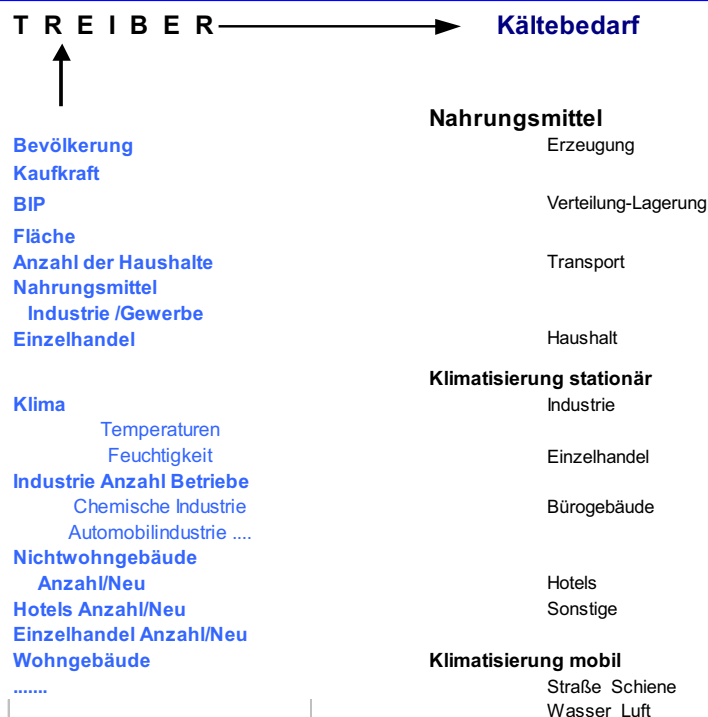 T R E I B E R Kältebedarf
Nahrungsmittel
Bevölkerung Erzeugung
Kaufkraft
BIP Verteilung-Lagerung
Fläche
Anzahl der Haushalte Transport
Nahrungsmittel
Industrie /Gewerbe
Einzelhandel Haushalt
Klimatisierung stationär
Klima Industrie
Temperaturen
Feuchtigkeit Einzelhandel
Industrie Anzahl Betriebe
Chemische Industrie Bürogebäude
Automobilindustrie ....
Nichtwohngebäude
Anzahl/Neu Hotels
Hotels Anzahl/Neu Sonstige
Einzelhandel Anzahl/Neu
Wohngebäude Klimatisierung mobil
....... Straße Schiene
Wasser Luft